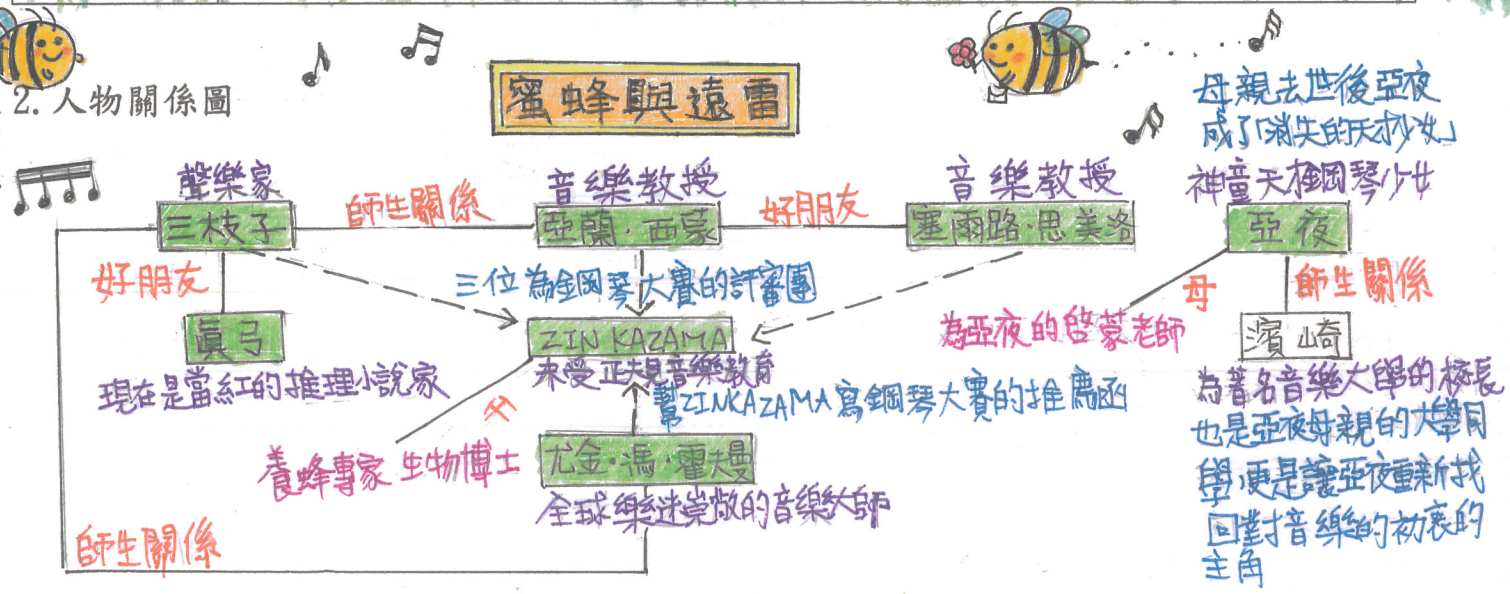 2. 人物關係圖
蜜蜂與遠雷
母親去世後亞夜
成了「消失的天才少女」
聲樂家
師生關係
音樂教授
好朋友
音樂教授
神童天才鋼琴少女
三枝子
亞蘭·西蒙
塞爾路·思美洛
亞夜
好朋友
三位為鋼琴大賽的評審團
母
師生關係
真弓
ZIN KAZAMA
為亞夜的啓蒙老師
濱崎
現在是當紅的推理小說家
未受正規音樂教育
為著名音樂大學的校長
幫ZINKAZAMA寫鋼琴大賽的推薦函
也是亞夜母親的大學同
學,更是讓亞夜重新找
回對音樂的初衷的
主角
養蜂專家 生物博士
尤金·馮·霍夫曼
全球樂迷崇敬的音樂大師
師生關係